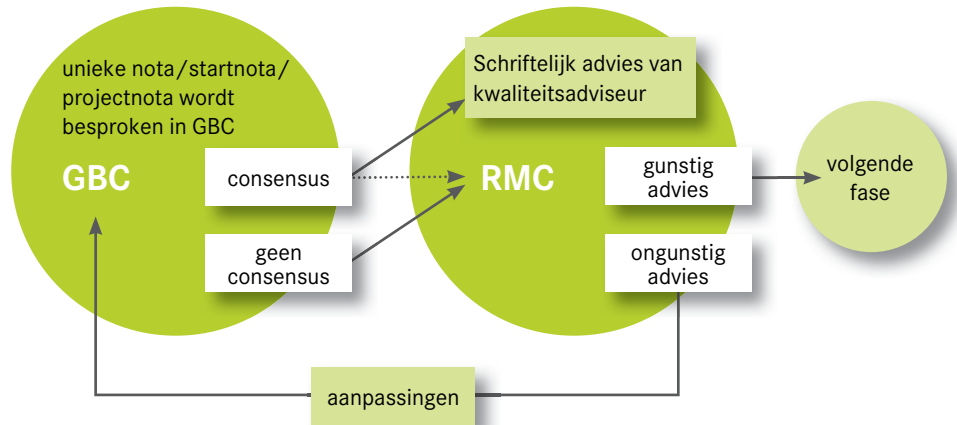 unieke nota/startnota/
projectnota wordt
besproken in GBC
GBC
consensus
geen
consensus
Schriftelijk advies van
kwaliteitsadviseur
RMC
gunstig
advies
ongunstig
advies
volgende
fase
aanpassingen